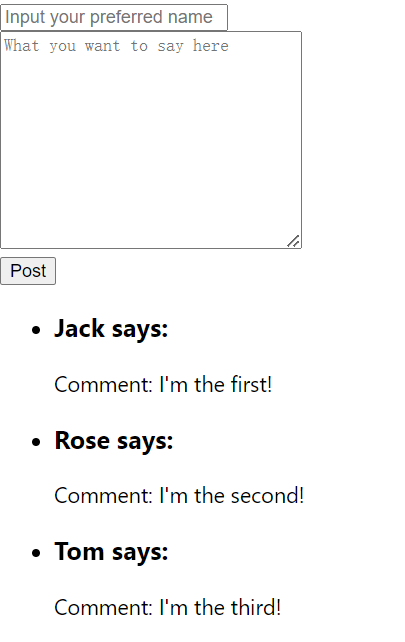 Input your preferred name
What you want to say here
Post
Jack says:
Comment: I'm the first!
Rose says:
Comment: I'm the second!
Tom says:
Comment: I'm the third!